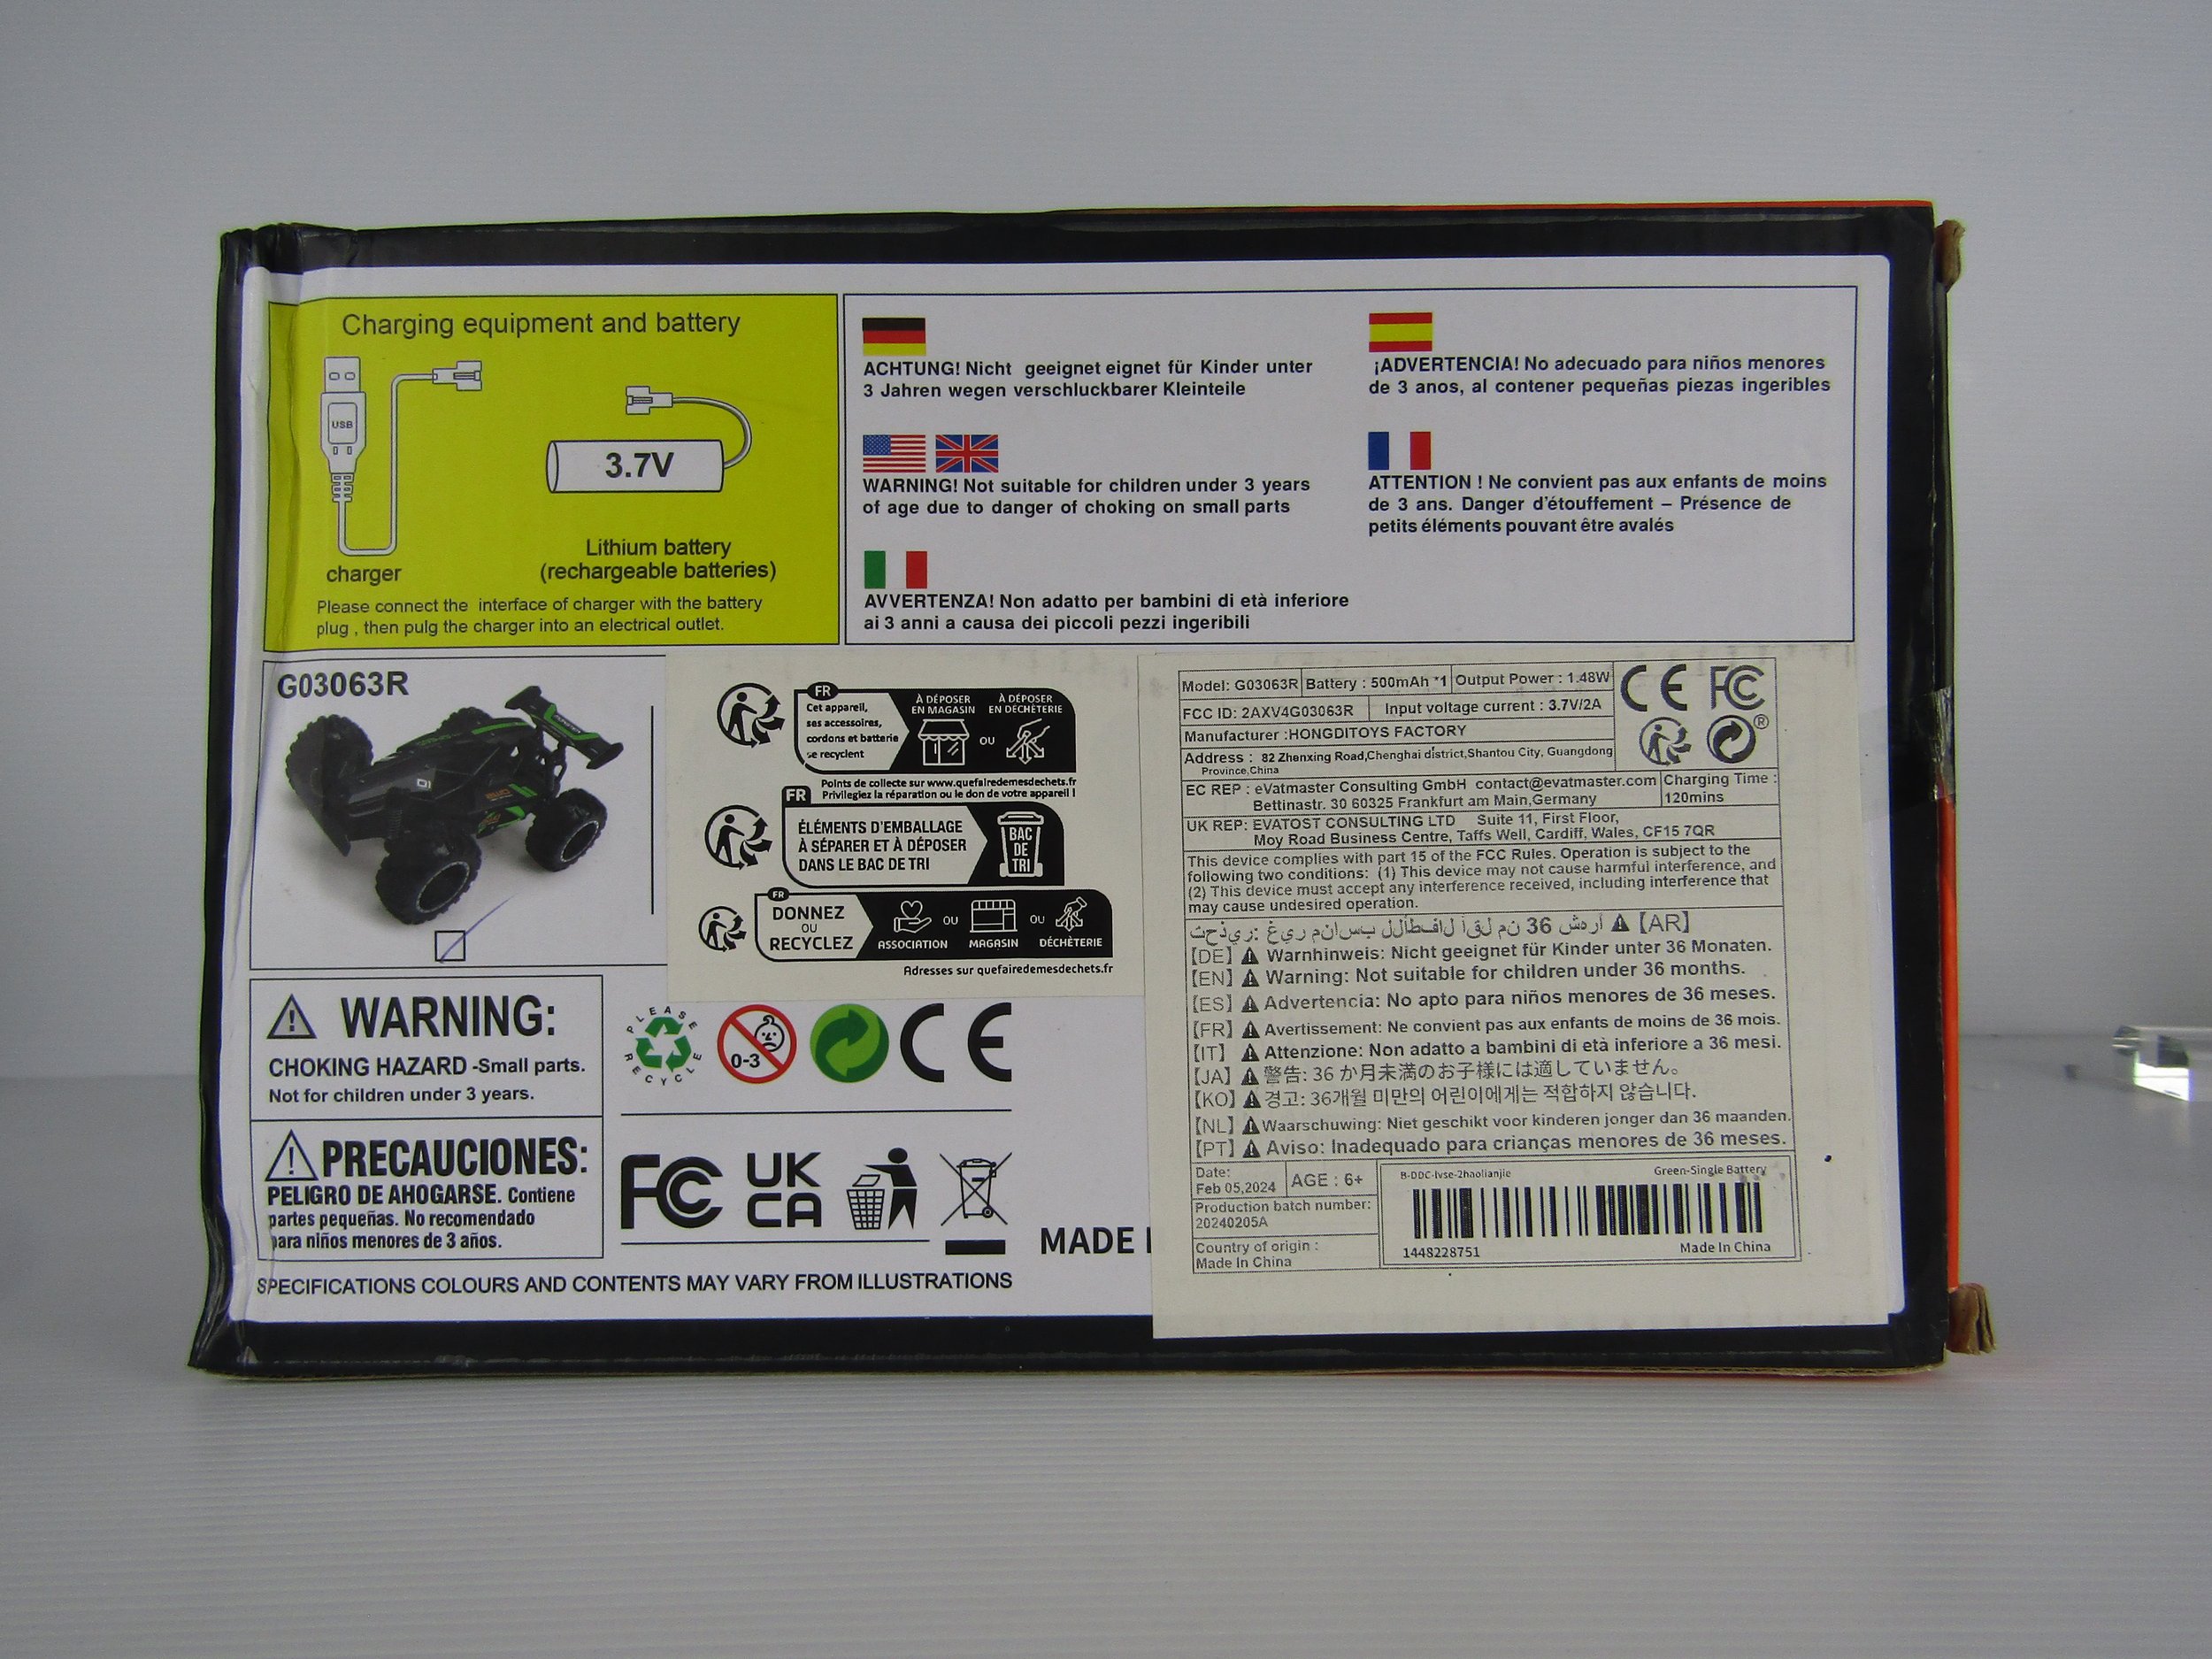 Charging equipment and battery
USB
3.7V
charger
Lithium battery
(rechargeable batteries)
Please connect the interface of charger with the battery
plug , then pulg the charger into an electrical outlet.
ACHTUNG! Nicht geeignet eignet für Kinder unter
3 Jahren wegen verschluckbarer Kleinteile
¡ADVERTENCIA! No adecuado para niños menores
de 3 anos, al contener pequeñas piezas ingeribles
WARNING! Not suitable for children under 3 years
of age due to danger of choking on small parts
ATTENTION ! Ne convient pas aux enfants de moins
de 3 ans. Danger d'étouffement – Présence de
petits éléments pouvant être avalés
AVVERTENZA! Non adatto per bambini di età inferiore
ai 3 anni a causa dei piccoli pezzi ingeribili
G03063R
FR
Cet appareil,
ses accessoires,
cordons et batterie
se recyclent
À DÉPOSER
EN MAGASIN
OU
À DÉPOSER
EN DÉCHÈTERIE
Points de collecte sur www.quefairedemesdechets.fr
Privilegiez la réparation ou le don de votre appareil !
FR
ÉLÉMENTS D'EMBALLAGE
À SÉPARER ET À DÉPOSER
DANS LE BAC DE TRI
BAC
DE
TRI
FR
DONNEZ
OU
RECYCLEZ
ASSOCIATION
OU
MAGASIN
OU
DÉCHÈTERIE
Adresses sur quefairedemesdechets.fr
WARNING:
CHOKING HAZARD -Small parts.
Not for children under 3 years.
PRECAUCIONES:
PELIGRO DE AHOGARSE. Contiene
partes pequeñas. No recomendado
para niños menores de 3 años.
SPECIFICATIONS COLOURS AND CONTENTS MAY VARY FROM ILLUSTRATIONS
PLEASE RECYCLE
0-3
CE
FC
UK
CA
MADE
Model: G03063R Battery : 500mAh *1 Output Power : 1.48W
CE FC
FCC ID: 2AXV4G03063R Input voltage current : 3.7V/2A
Manufacturer :HONGDITOYS FACTORY
Address : 82 Zhenxing Road,Chenghai district,Shantou City, Guangdong
Province,China
EC REP : eVatmaster Consulting GmbH contact@evatmaster.com
Bettinastr. 30 60325 Frankfurt am Main,Germany
Charging Time :
120mins
UK REP: EVATOST CONSULTING LTD Suite 11, First Floor,
Moy Road Business Centre, Taffs Well, Cardiff, Wales, CF15 7QR
This device complies with part 15 of the FCC Rules. Operation is subject to the
following two conditions: (1) This device may not cause harmful interference, and
(2) This device must accept any interference received, including interference that
may cause undesired operation.
تحذير: غير مناسب للأطفال أقل من 36 شهرا ⚠【AR】
【DE】⚠ Warnhinweis: Nicht geeignet für Kinder unter 36 Monaten.
【EN】⚠ Warning: Not suitable for children under 36 months.
【ES】⚠ Advertencia: No apto para niños menores de 36 meses.
【FR】⚠ Avertissement: Ne convient pas aux enfants de moins de 36 mois.
【IT】⚠ Attenzione: Non adatto a bambini di età inferiore a 36 mesi.
【JA】⚠ 警告: 36 か月未満のお子様には適していません。
【KO】⚠ 경고: 36개월 미만의 어린이에게는 적합하지 않습니다.
【NL】⚠ Waarschuwing: Niet geschikt voor kinderen jonger dan 36 maanden.
【PT】⚠ Aviso: Inadequado para crianças menores de 36 meses.
Date:
Feb 05,2024
AGE : 6+
Production batch number:
20240205A
Country of origin :
Made In China
B-DDC-lvse-2haolianjie Green-Single Battery
1448228751 Made In China